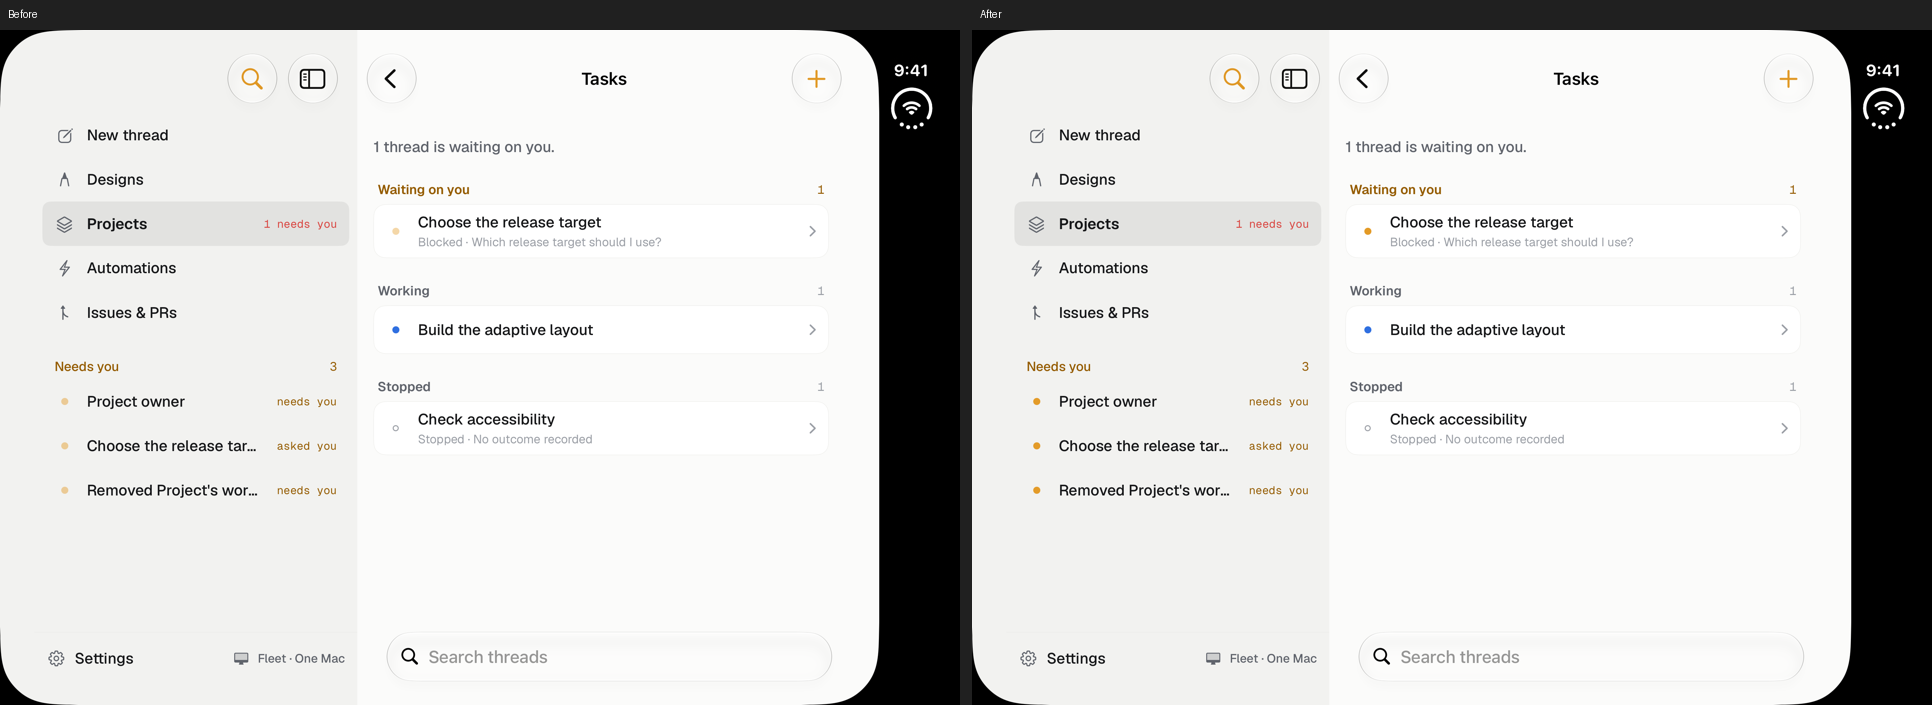 Before
New thread
Designs
Projects 1 needs you
Automations
Issues & PRs
Needs you 3
Project owner needs you
Choose the release tar... asked you
Removed Project's wor... needs you
Settings Fleet · One Mac
Tasks
1 thread is waiting on you.
Waiting on you 1
Choose the release target
Blocked · Which release target should I use?
Working 1
Build the adaptive layout
Stopped 1
Check accessibility
Stopped · No outcome recorded
Search threads
9:41
After
New thread
Designs
Projects 1 needs you
Automations
Issues & PRs
Needs you 3
Project owner needs you
Choose the release tar... asked you
Removed Project's wor... needs you
Settings Fleet · One Mac
Tasks
1 thread is waiting on you.
Waiting on you 1
Choose the release target
Blocked · Which release target should I use?
Working 1
Build the adaptive layout
Stopped 1
Check accessibility
Stopped · No outcome recorded
Search threads
9:41